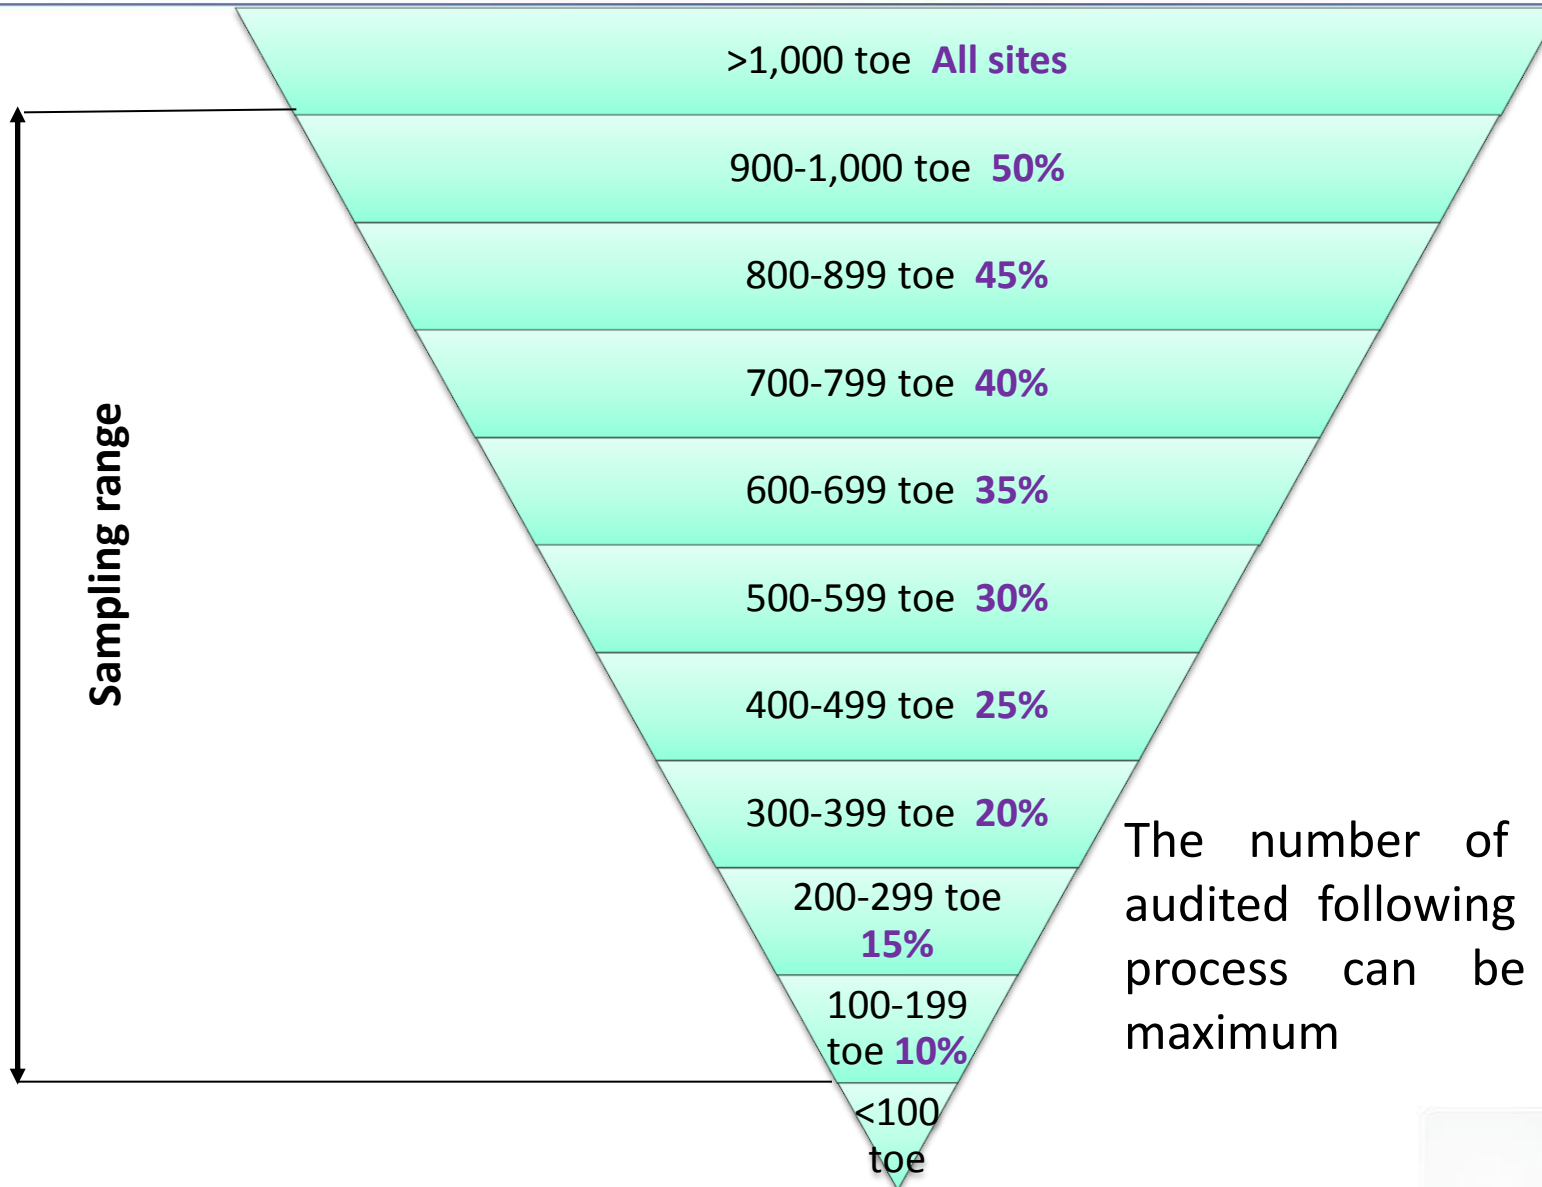 >1,000 toe All sites
900-1,000 toe 50%
800-899 toe 45%
700-799 toe 40%
600-699 toe 35%
500-599 toe 30%
400-499 toe 25%
300-399 toe 20%
200-299 toe
15%
100-199
toe 10%
<100
toe
Sampling range
The number of
audited following
process can be
maximum